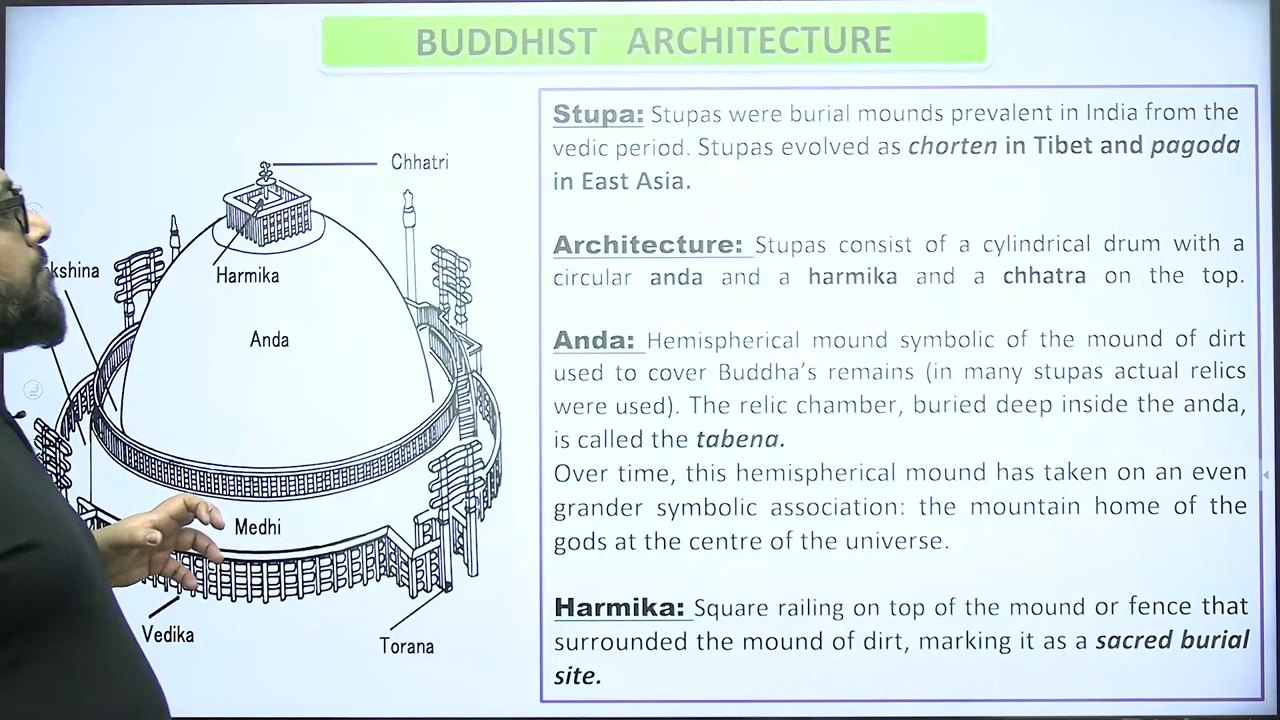 BUDDHIST ARCHITECTURE
Chhatri
kshina
Harmika
Anda
Medhi
Vedika
Torana
Stupa: Stupas were burial mounds prevalent in India from the
vedic period. Stupas evolved as chorten in Tibet and pagoda
in East Asia.
Architecture: Stupas consist of a cylindrical drum with a
circular anda and a harmika and a chhatra on the top.
Anda: Hemispherical mound symbolic of the mound of dirt
used to cover Buddha's remains (in many stupas actual relics
were used). The relic chamber, buried deep inside the anda,
is called the tabena.
Over time, this hemispherical mound has taken on an even
grander symbolic association: the mountain home of the
gods at the centre of the universe.
Harmika: Square railing on top of the mound or fence that
surrounded the mound of dirt, marking it as a sacred burial
site.